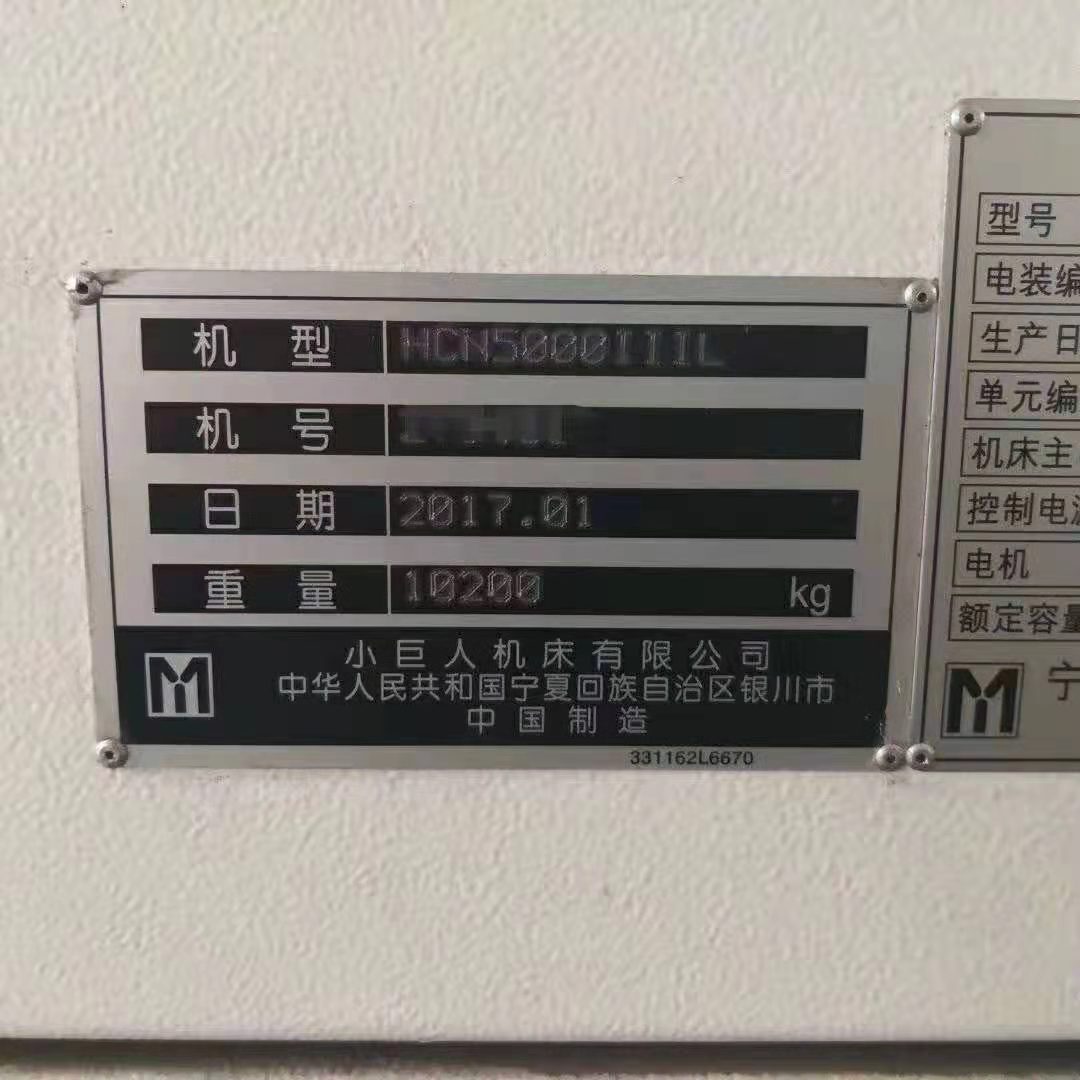 机型 HCN5000111L
机号
日期 2017.01
重量 10200 kg
小巨人机床有限公司
中华人民共和国宁夏回族自治区银川市
中国制造
331162L6670
型号
电装编
生产日
单元编
机床主
控制电
电机
额定容量
宁